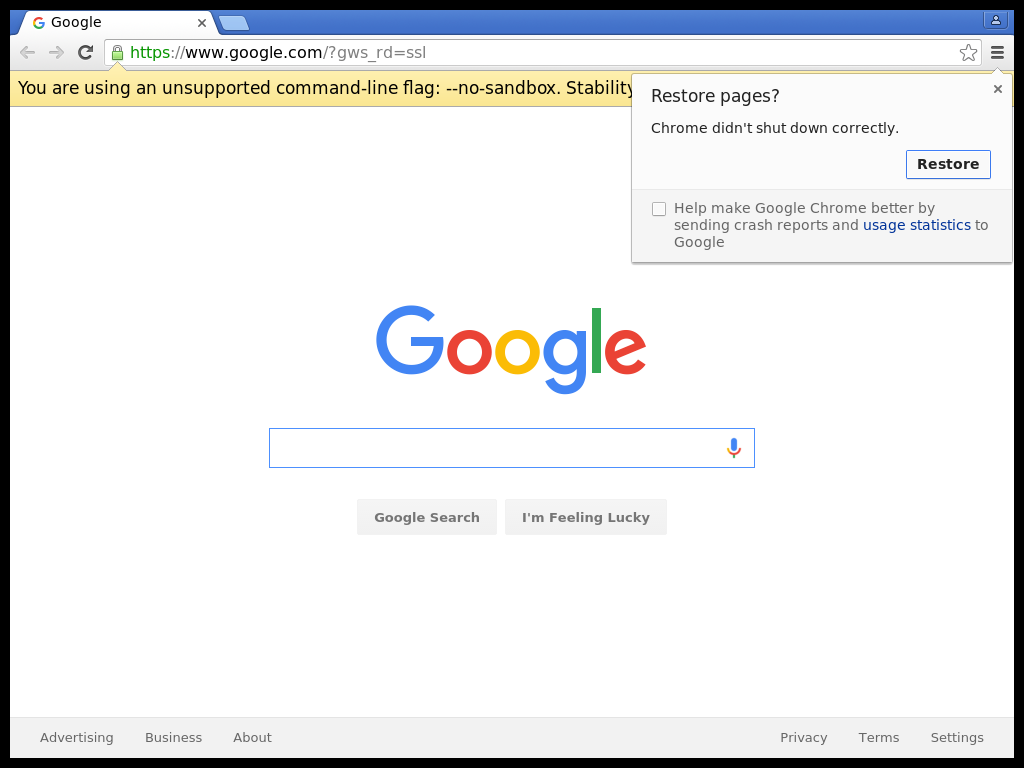 Google
https://www.google.com/?gws_rd=ssl
You are using an unsupported command-line flag: --no-sandbox. Stability
Restore pages?
Chrome didn't shut down correctly.
Restore
Help make Google Chrome better by
sending crash reports and usage statistics to
Google
Google
Google Search
I'm Feeling Lucky
Advertising Business About Privacy Terms Settings